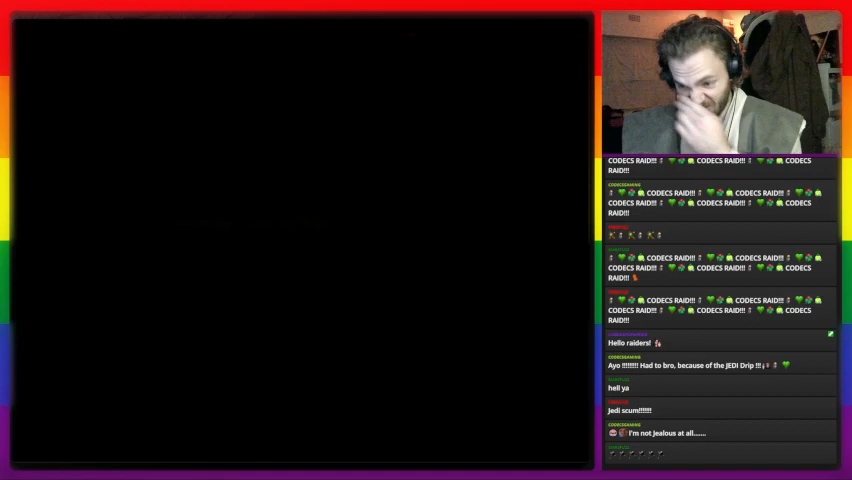 CODECS RAID!!! CODECS RAID!!! CODECS
RAID!!!
CODECSGAMING
CODECS RAID!!! CODECS RAID!!!
CODECS RAID!!! CODECS RAID!!! CODECS
RAID!!!
CODECS RAID!!! CODECS RAID!!!
CODECS RAID!!! CODECS RAID!!! CODECS
RAID!!!
CODECS RAID!!! CODECS RAID!!!
CODECS RAID!!! CODECS RAID!!! CODECS
RAID!!!
Hello raiders!
CODECSGAMING
Ayo !!!!!!!!! Had to bro, because of the JEDI Drip !!!
hell ya
Jedi scum!!!!!!!
CODECSGAMING
I'm not Jealous at all.......